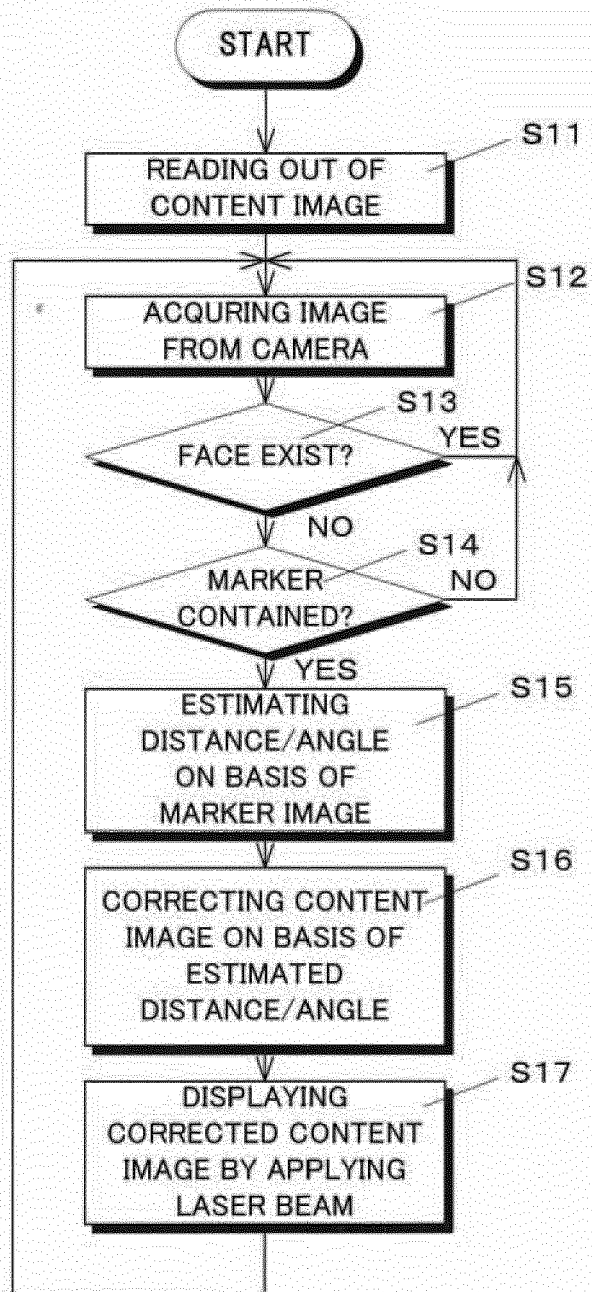 START
S11
READING OUT OF
CONTENT IMAGE
S12
ACQURING IMAGE
FROM CAMERA
S13
FACE EXIST?
YES
NO
S14
MARKER
CONTAINED?
NO
YES
S15
ESTIMATING
DISTANCE/ANGLE
ON BASIS OF
MARKER IMAGE
S16
CORRECTING CONTENT
IMAGE ON BASIS OF
ESTIMATED
DISTANCE/ANGLE
S17
DISPLAYING
CORRECTED CONTENT
IMAGE BY APPLYING
LASER BEAM